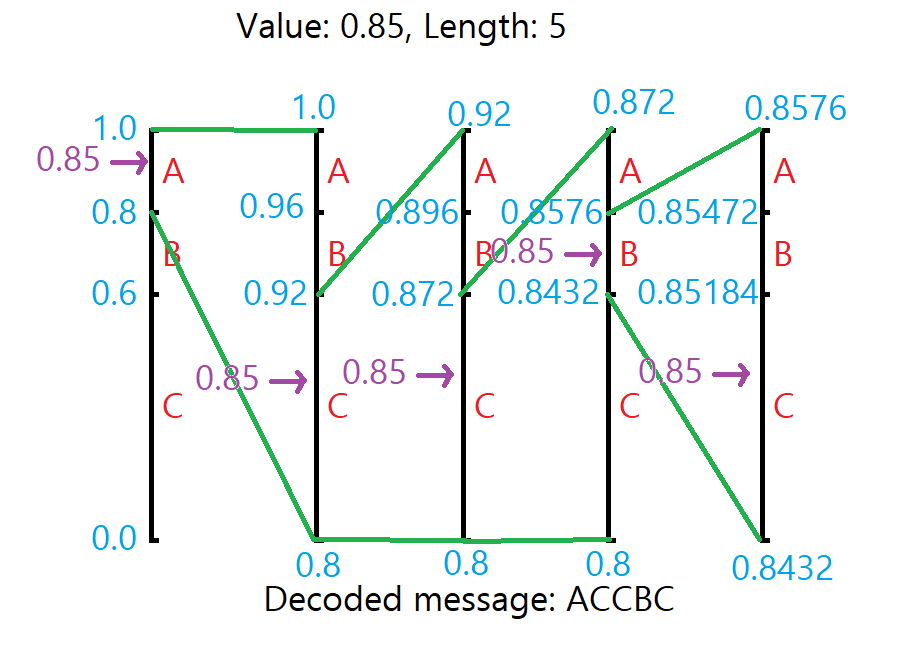 Value: 0.85, Length: 5
1.0 0.92 0.872 0.8576
1.0
0.85 A A A A A
0.8 0.96 0.896 0.8576 0.85472
B B B 0.85 B B
0.6 0.92 0.872 0.8432 0.85184
0.85 0.85 0.85
C C C C C
0.0
0.8 0.8 0.8 0.8432
Decoded message: ACCBC